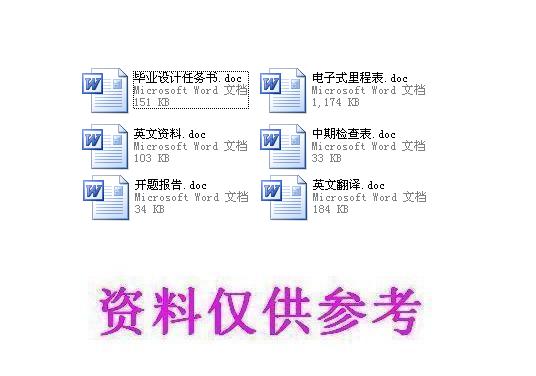 毕业设计任务书.doc
Microsoft Word 文档
151 KB
电子式里程表.doc
Microsoft Word 文档
1,174 KB
英文资料.doc
Microsoft Word 文档
103 KB
中期检查表.doc
Microsoft Word 文档
33 KB
开题报告.doc
Microsoft Word 文档
34 KB
英文翻译.doc
Microsoft Word 文档
184 KB
资料仅供参考